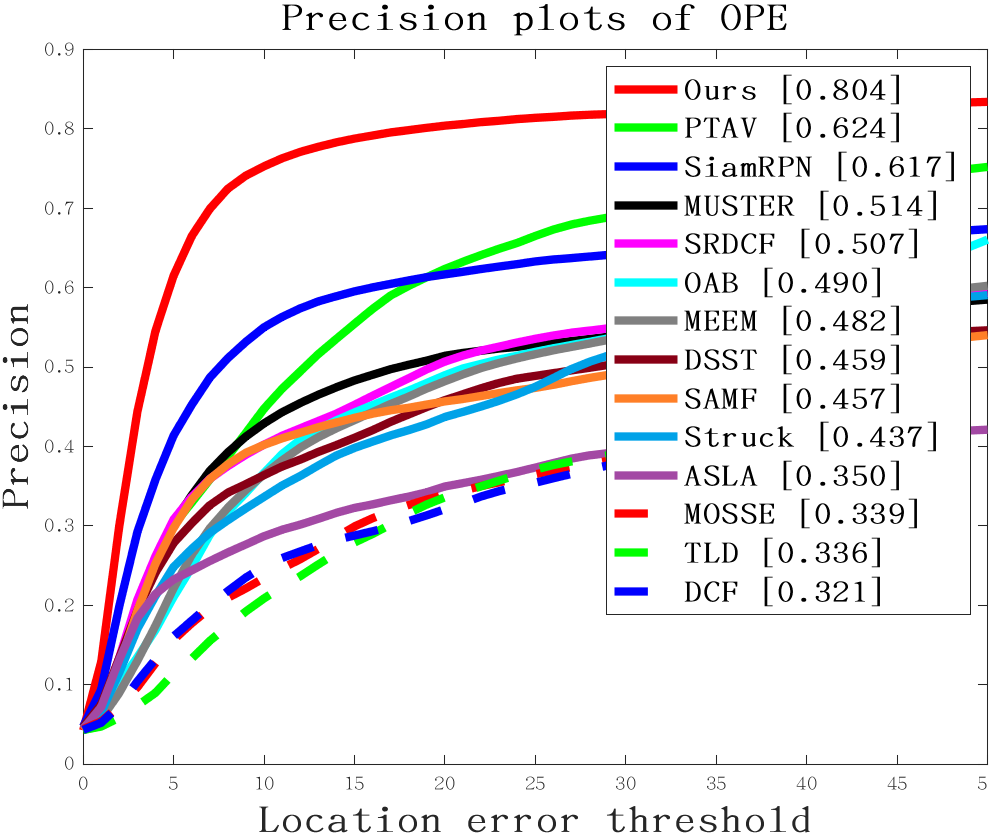 Precision plots of OPE
0.9
0.8
0.7
0.6
0.5
0.4
0.3
0.2
0.1
0
Precision
Ours [0.804]
PTAV [0.624]
SiamRPN [0.617]
MUSTER [0.514]
SRDCF [0.507]
OAB [0.490]
MEEM [0.482]
DSST [0.459]
SAMF [0.457]
Struck [0.437]
ASLA [0.350]
MOSSE [0.339]
TLD [0.336]
DCF [0.321]
0 5 10 15 20 25 30 35 40 45 5
Location error threshold